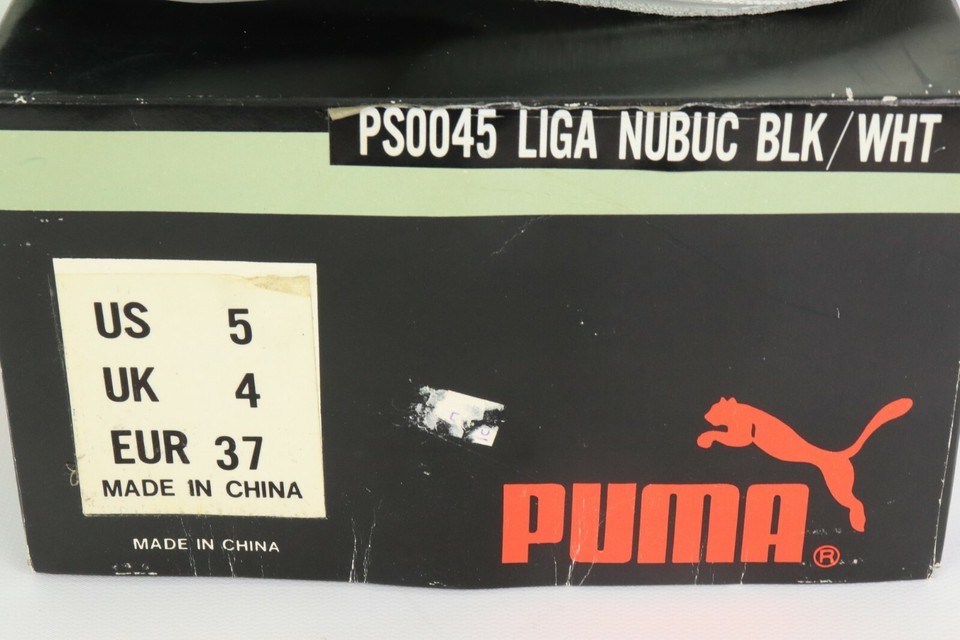 PS0045 LIGA NUBUC BLK/WHT
US 5
UK 4
EUR 37
MADE IN CHINA
MADE IN CHINA
PUMA®